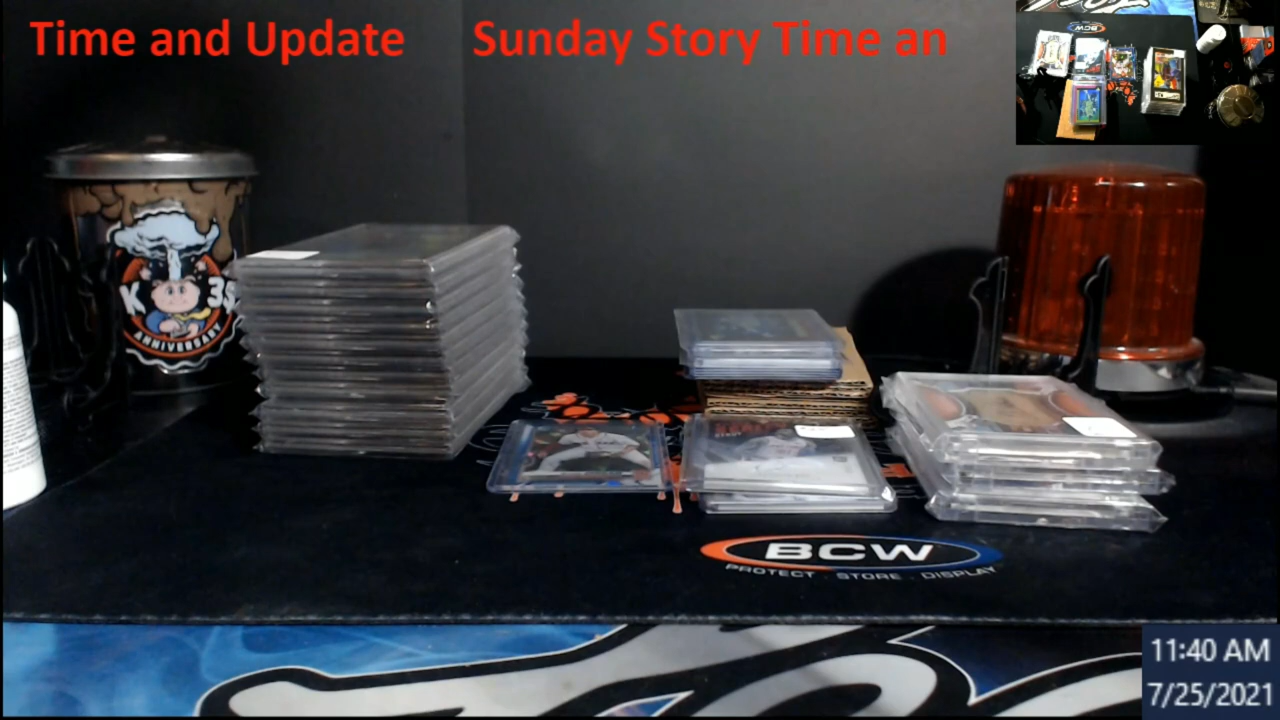 Time and Update Sunday Story Time an
K 35
ANNIVERSARY
BCW
PROTECT . STORE . DISPLAY
11:40 AM
7/25/2021